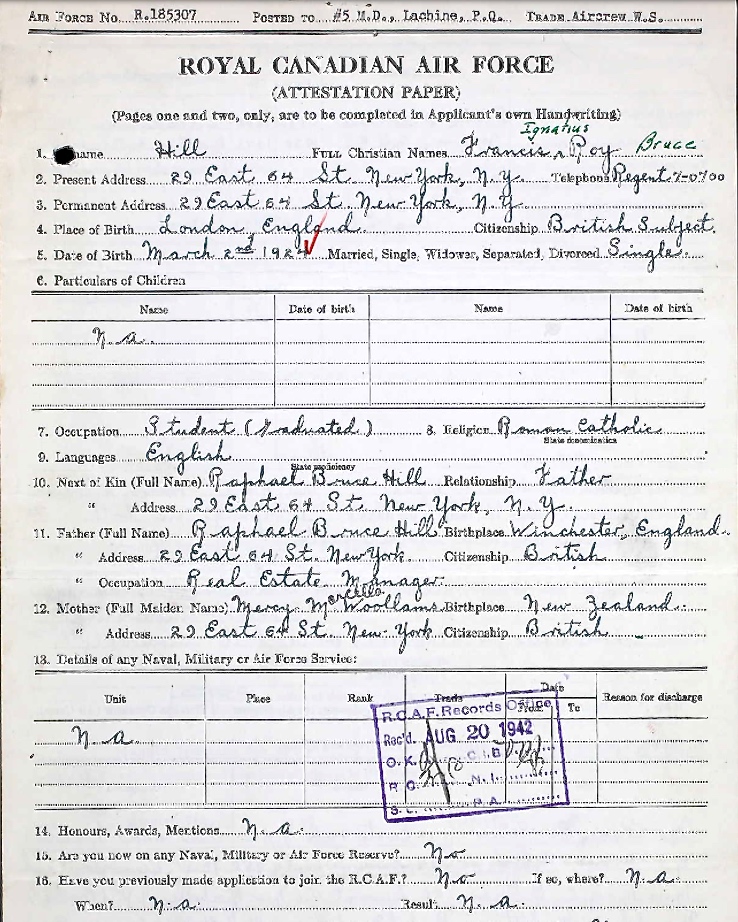 AIR FORCE NO. R.185307 POSTED TO #5 M.D., Lachine, P.Q. TRADE Aircrew W.S.
ROYAL CANADIAN AIR FORCE
(ATTESTATION PAPER)
(Pages one and two, only, are to be completed in Applicant's own Handwriting)
Ignatius
1. name Hill FULL Christian Names Francis, Roy Bruce
2. Present Address 29 East 64 St. New York, N.Y. Telephone Regent 7-0700
3. Permanent Address 29 East 64 St. New York, N.Y.
4. Place of Birth London, England Citizenship British Subject.
5. Date of Birth March 2nd 1924 Married, Single, Widower, Separated, Divorced Single.
6. Particulars of Children
Name Date of birth Name Date of birth
N.a.
7. Occupation Student (Graduated) 8. Religion Roman Catholic
State denomination
9. Languages English
State proficiency
10. Next of Kin (Full Name) Raphael Bruce Hill Relationship Father
" Address 29 East 64 St. New York, N.Y.
11. Father (Full Name) Raphael Bruce Hill Birthplace Winchester, England.
" Address 29 East 64 St. New York. Citizenship British
" Occupation Real Estate Manager.
12. Mother (Full Maiden Name) Mercy Woollams Birthplace New Zealand.
" Address 29 East 64 St. New-York Citizenship British
13. Details of any Naval, Military or Air Force Service:
Unit Place Rank Trade Date From To Reason for discharge
N.a.
R.C.A.F. Records Office
Rec'd. AUG 20 1942
O.K.
14. Honours, Awards, Mentions N.a.
15. Are you now on any Naval, Military or Air Force Reserve? No
16. Have you previously made application to join the R.C.A.F.? No If so, where? N.a.
When? N.a. Result N.a.